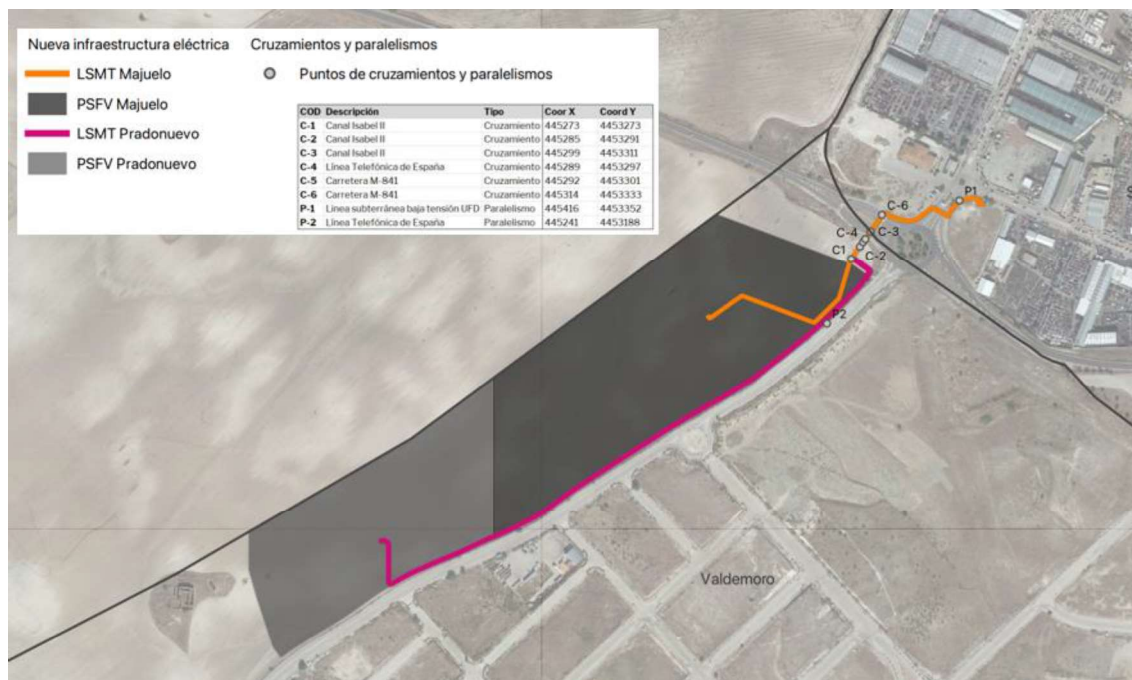 Nueva infraestructura eléctrica
LSMT Majuelo
PSFV Majuelo
LSMT Pradonuevo
PSFV Pradonuevo
Cruzamientos y paralelismos
Puntos de cruzamientos y paralelismos
COD Descripción Tipo Coor X Coord Y
C-1 Canal Isabel II Cruzamiento 445273 4453273
C-2 Canal Isabel II Cruzamiento 445285 4453291
C-3 Canal Isabel II Cruzamiento 445299 4453311
C-4 Línea Telefónica de España Cruzamiento 445289 4453297
C-5 Carretera M-841 Cruzamiento 445292 4453301
C-6 Carretera M-841 Cruzamiento 445314 4453333
P-1 Línea subterránea baja tensión UFD Paralelismo 445416 4453352
P-2 Línea Telefónica de España Paralelismo 445241 4453188
P1
C-6
C-4
C-3
C1
C-2
P2
Valdemoro